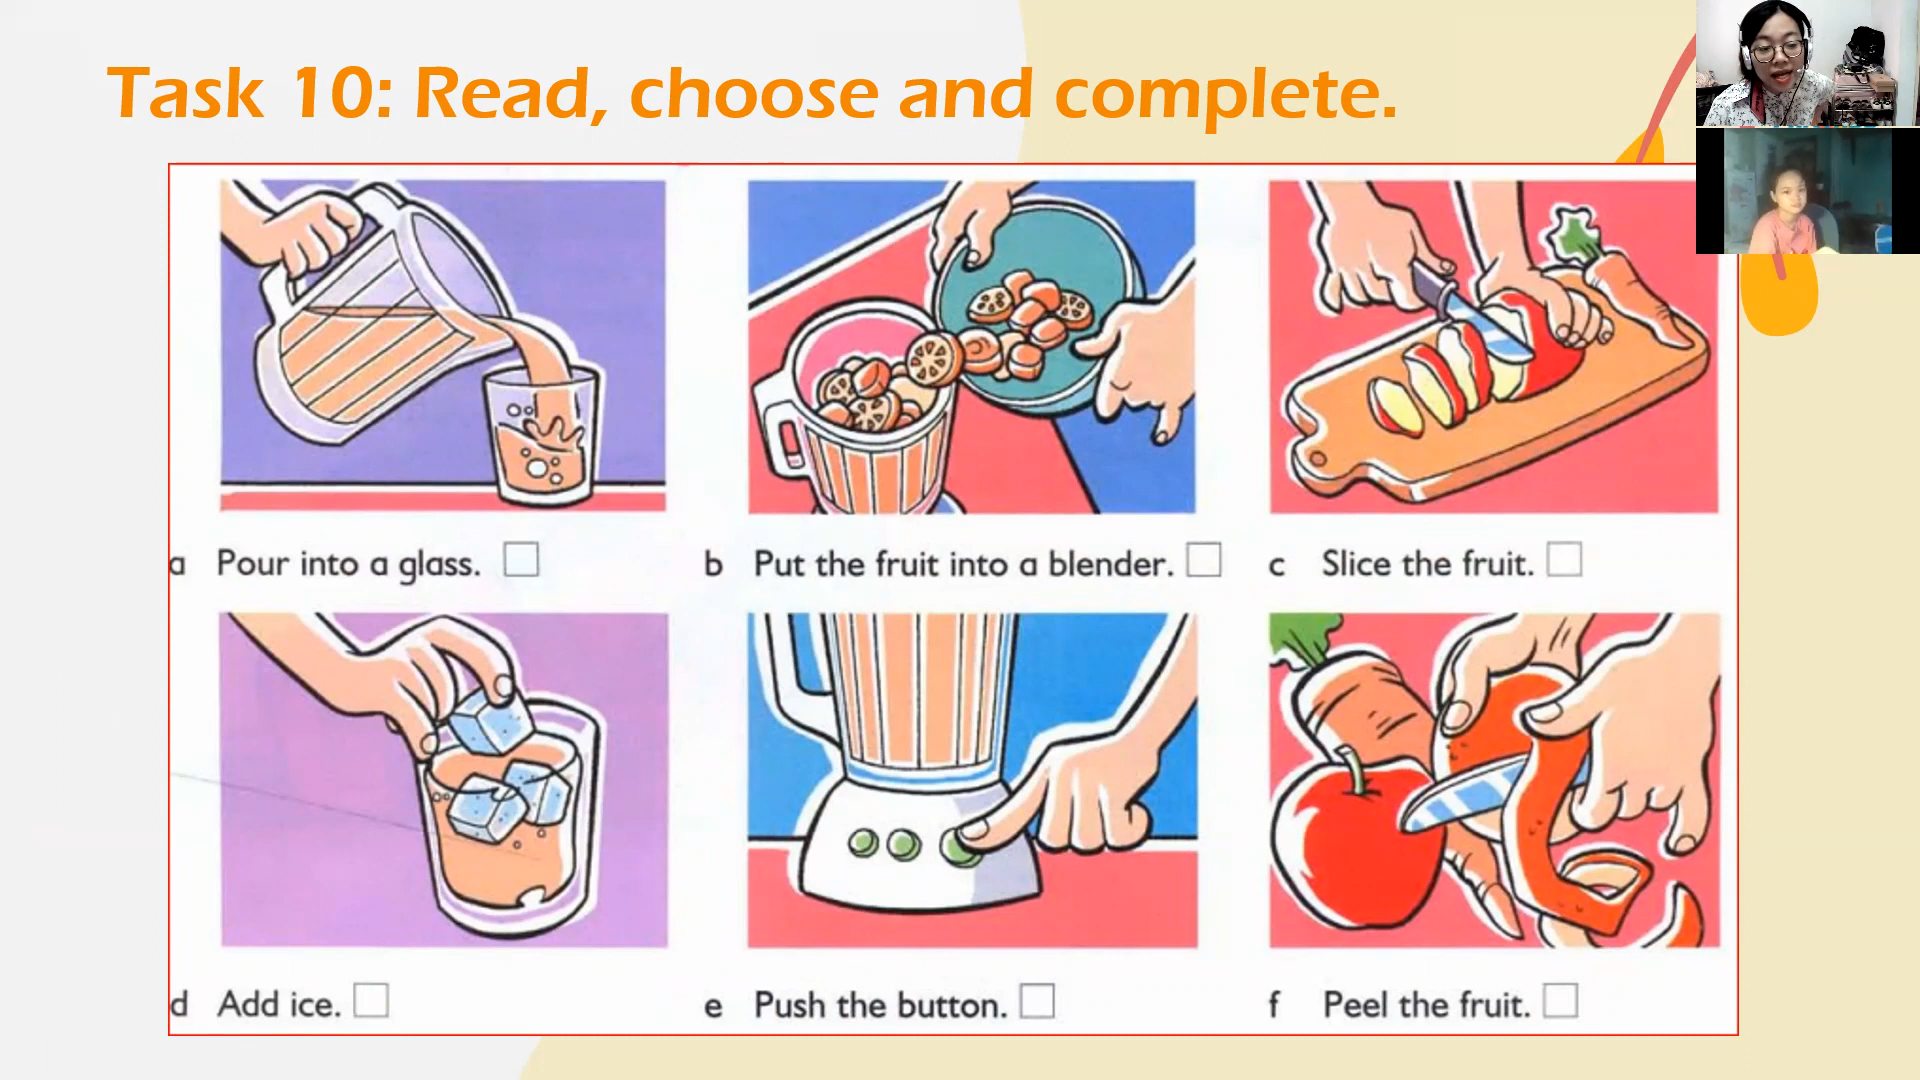 Task 10: Read, choose and complete.
a Pour into a glass.
b Put the fruit into a blender.
c Slice the fruit.
d Add ice.
e Push the button.
f Peel the fruit.